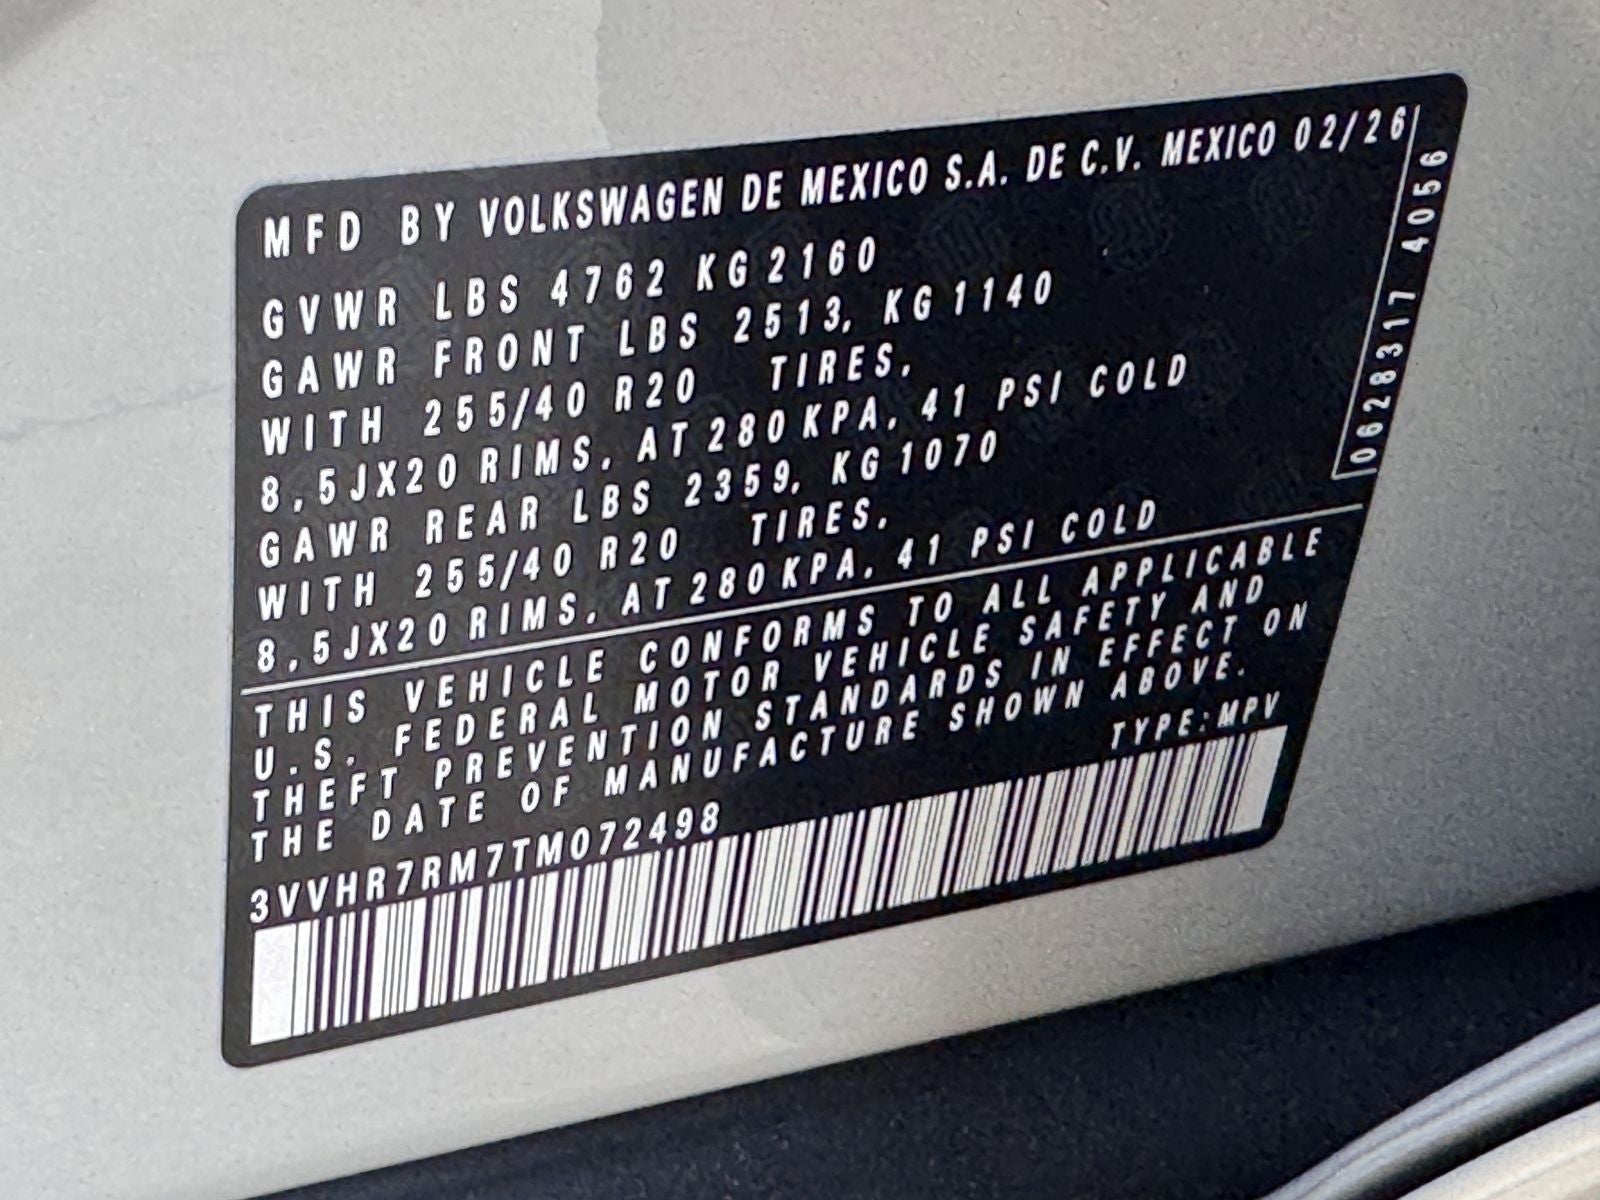 MFD BY VOLKSWAGEN DE MEXICO S.A. DE C.V. MEXICO 02/26
GVWR LBS 4762 KG 2160
GAWR FRONT LBS 2513, KG 1140
WITH 255/40 R20 TIRES,
8,5JX20 RIMS, AT 280 KPA, 41 PSI COLD
GAWR REAR LBS 2359, KG 1070
WITH 255/40 R20 TIRES,
8,5JX20 RIMS, AT 280 KPA, 41 PSI COLD
0628317 4056
THIS VEHICLE CONFORMS TO ALL APPLICABLE
U.S. FEDERAL MOTOR VEHICLE SAFETY AND
THEFT PREVENTION STANDARDS IN EFFECT ON
THE DATE OF MANUFACTURE SHOWN ABOVE.
TYPE:MPV
3VVHR7RM7TM072498